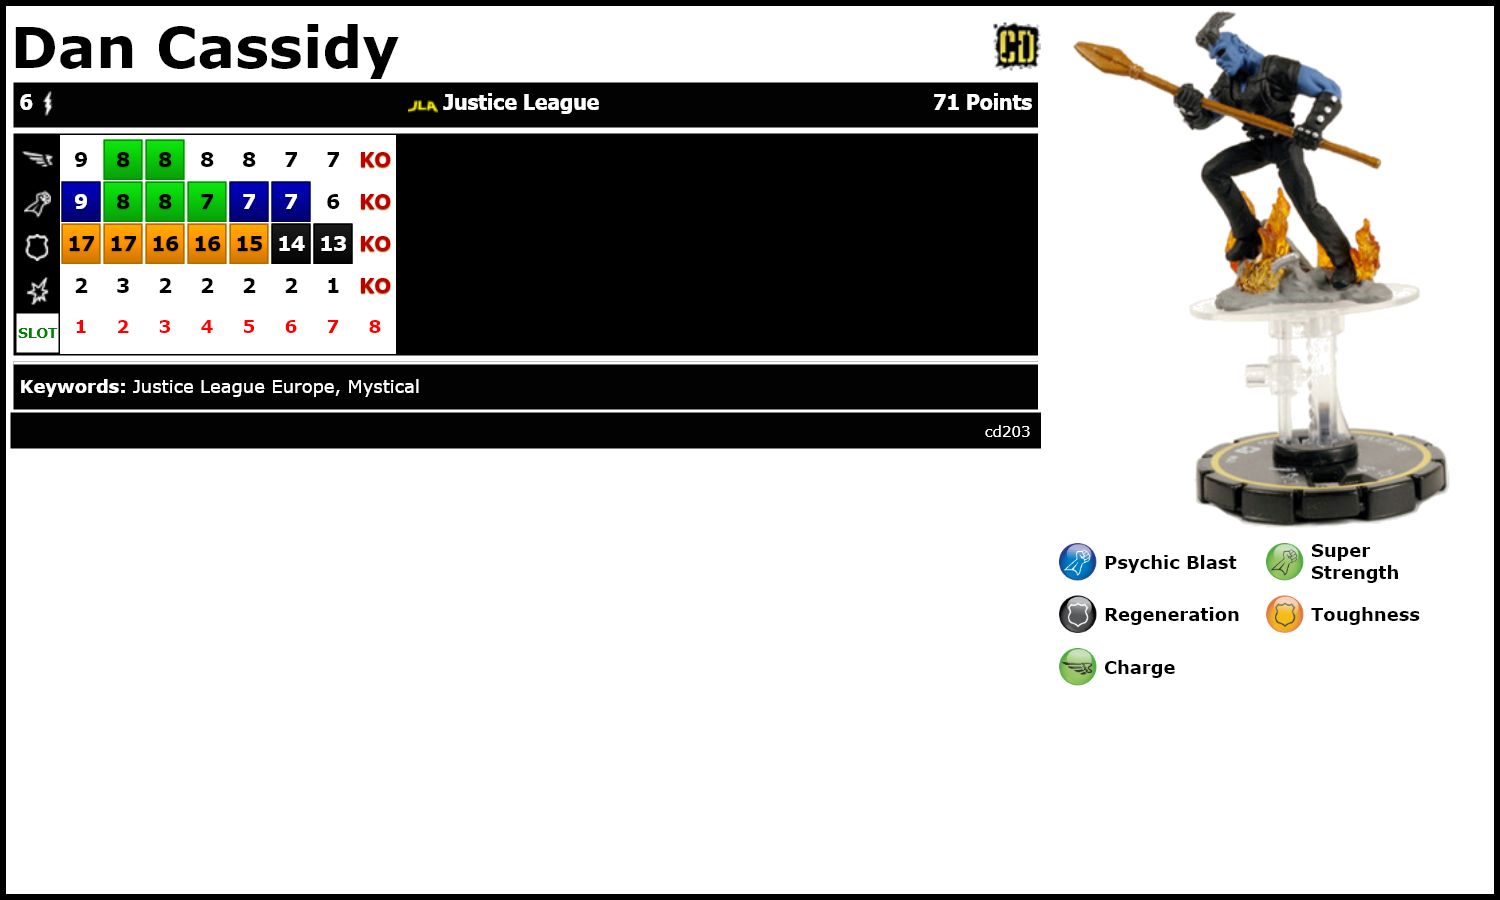 Dan Cassidy
CD
6 JLA Justice League 71 Points
9 8 8 8 8 7 7 KO
9 8 8 7 7 7 6 KO
17 17 16 16 15 14 13 KO
2 3 2 2 2 2 1 KO
SLOT 1 2 3 4 5 6 7 8
Keywords: Justice League Europe, Mystical
cd203
Psychic Blast
Super
Strength
Regeneration
Toughness
Charge